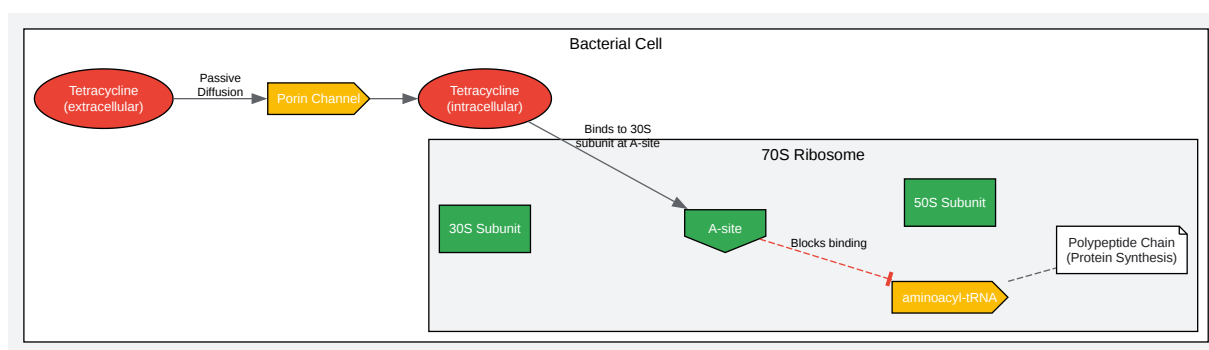 Bacterial Cell
Tetracycline
(extracellular)
Passive
Diffusion
Porin Channel
Tetracycline
(intracellular)
Binds to 30S
subunit at A-site
70S Ribosome
30S Subunit
A-site
50S Subunit
Blocks binding
Polypeptide Chain
(Protein Synthesis)
aminoacyl-tRNA